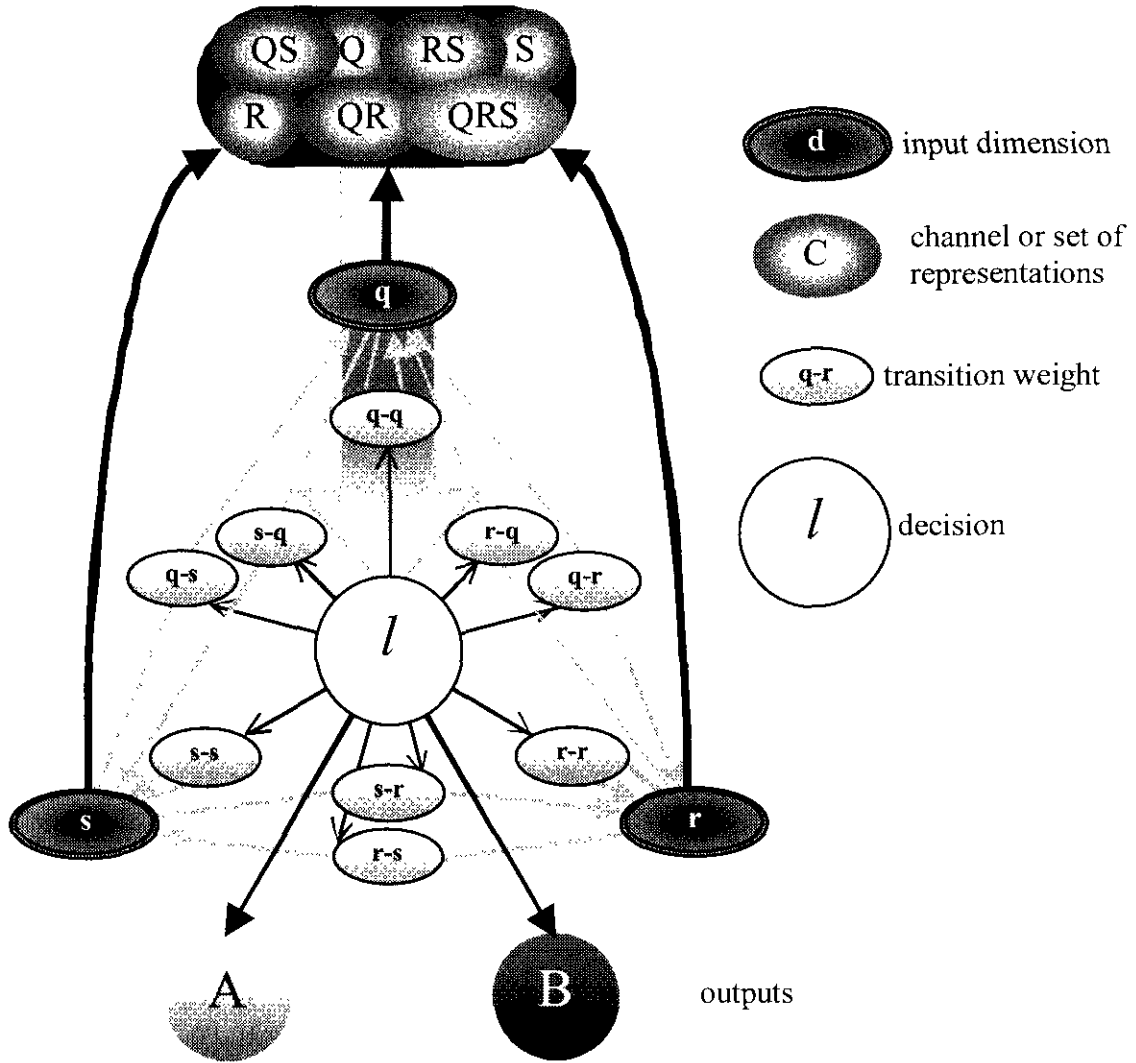 QS Q RS S
R QR QRS
d input dimension
C channel or set of
representations
q
q-r transition weight
q-q
l decision
s-q r-q
q-s q-r
l
s-s r-r
s-r
s r
r-s
A B outputs